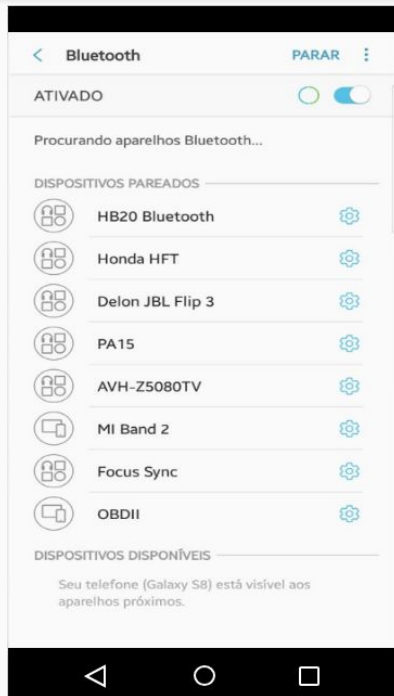 Bluetooth PARAR
ATIVADO
Procurando aparelhos Bluetooth...
DISPOSITIVOS PAREADOS
HB20 Bluetooth
Honda HFT
Delon JBL Flip 3
PA15
AVH-Z5080TV
MI Band 2
Focus Sync
OBDII
DISPOSITIVOS DISPONÍVEIS
Seu telefone (Galaxy S8) está visível aos
aparelhos próximos.